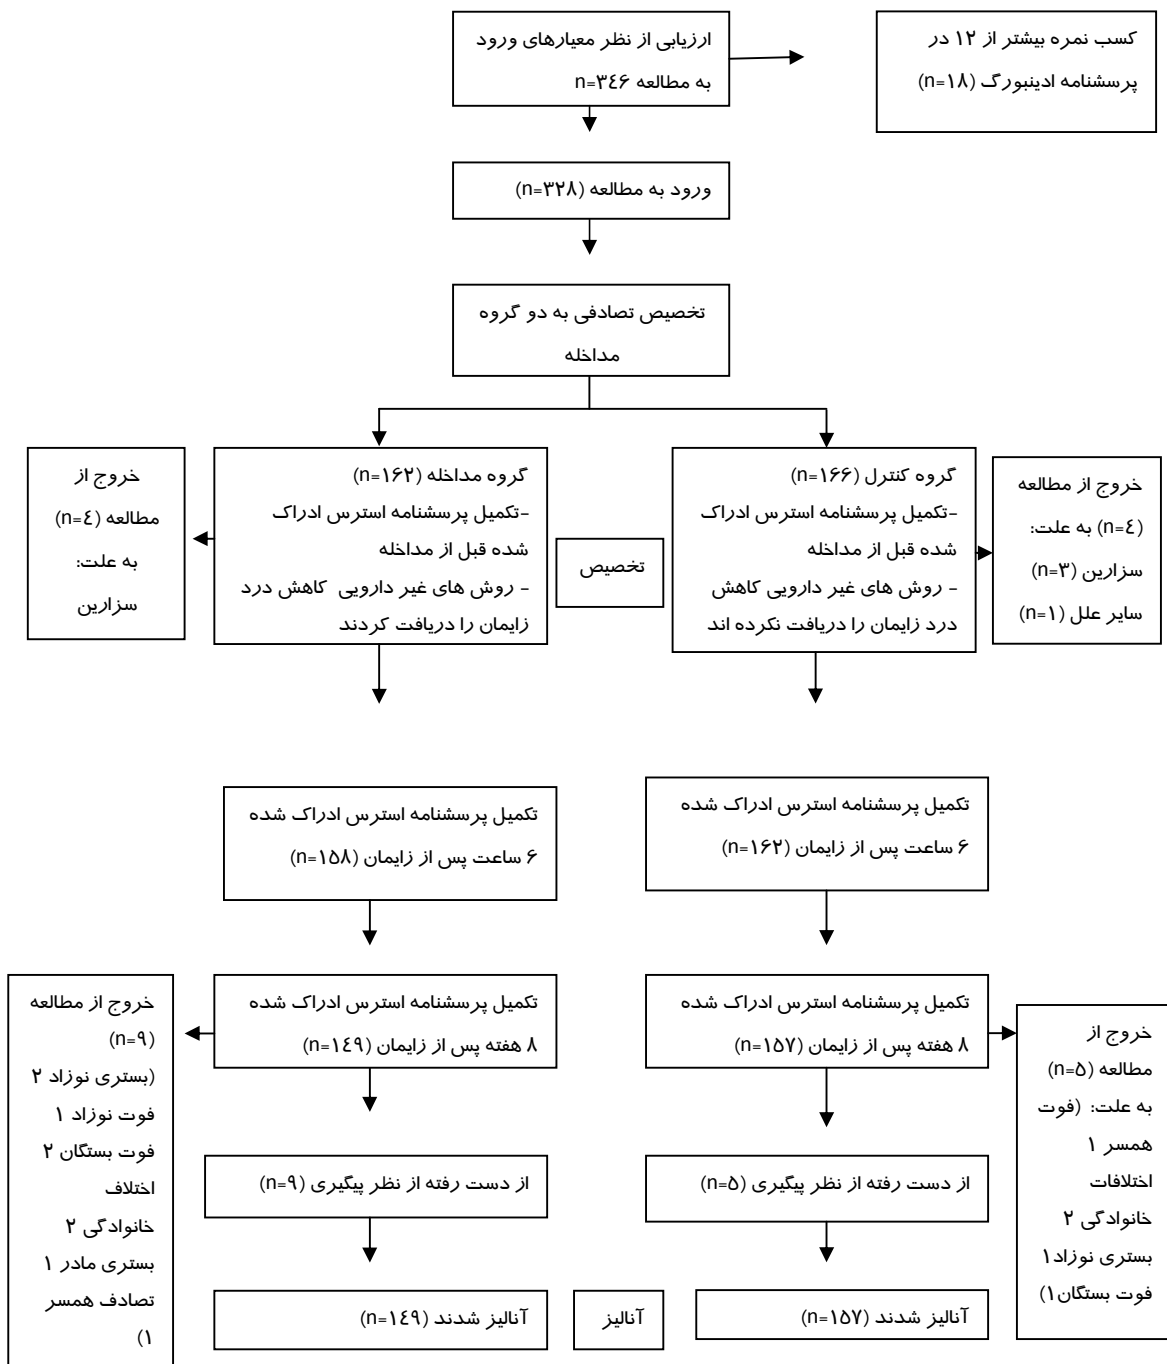 ارزیابی از نظر معیارهای ورود
به مطالعه n=۳٤۶
کسب نمره بیشتر از ۱۲ در
پرسشنامه ادینبورگ (n=۱۸)
ورود به مطالعه (n=۳۲۸)
تخصیص تصادفی به دو گروه
مداخله
گروه کنترل (n=۱۶۶)
-تکمیل پرسشنامه استرس ادراک
شده قبل از مداخله
- روش های غیر دارویی کاهش
درد زایمان را دریافت نکرده اند
خروج از مطالعه
(n=٤) به علت:
سزارین (n=۳)
سایر علل (n=۱)
تخصیص
گروه مداخله (n=۱۶۲)
-تکمیل پرسشنامه استرس ادراک
شده قبل از مداخله
- روش های غیر دارویی کاهش درد
زایمان را دریافت کردند
خروج از
مطالعه (n=٤)
به علت:
سزارین
تکمیل پرسشنامه استرس ادراک شده
۶ ساعت پس از زایمان (n=۱۶۲)
تکمیل پرسشنامه استرس ادراک شده
۶ ساعت پس از زایمان (n=۱۵۸)
تکمیل پرسشنامه استرس ادراک شده
۸ هفته پس از زایمان (n=۱۵۷)
خروج از
مطالعه (n=۵)
به علت: (فوت
همسر ۱
اختلافات
خانوادگی ۲
بستری نوزاد۱
فوت بستگان۱)
تکمیل پرسشنامه استرس ادراک شده
۸ هفته پس از زایمان (n=۱٤۹)
خروج از مطالعه
(n=۹)
(بستری نوزاد ۲
فوت نوزاد ۱
فوت بستگان ۲
اختلاف
خانوادگی ۲
بستری مادر ۱
تصادف همسر
۱)
از دست رفته از نظر پیگیری (n=۵)
از دست رفته از نظر پیگیری (n=۹)
آنالیز شدند (n=۱۵۷)
آنالیز
آنالیز شدند (n=۱٤۹)